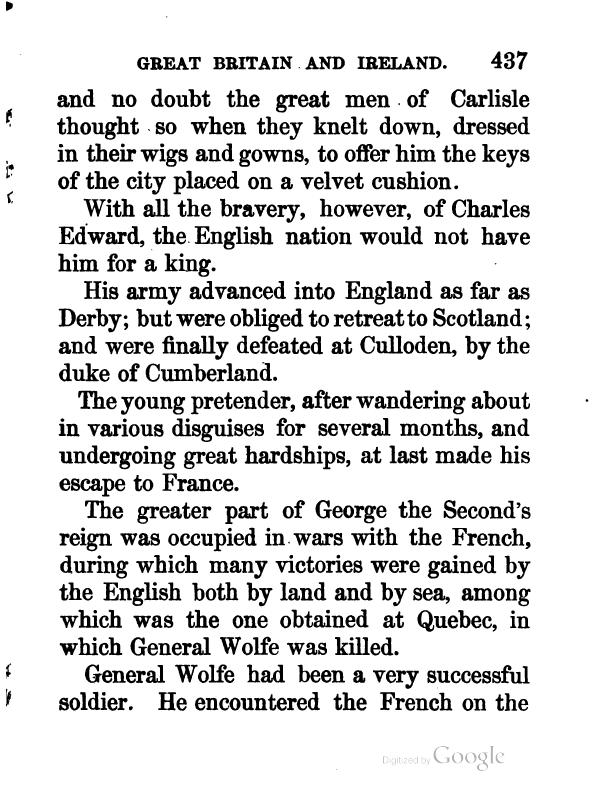 GREAT BRITAIN AND IRELAND. 437
and no doubt the great men of Carlisle
thought so when they knelt down, dressed
in their wigs and gowns, to offer him the keys
of the city placed on a velvet cushion.
With all the bravery, however, of Charles
Edward, the English nation would not have
him for a king.
His army advanced into England as far as
Derby; but were obliged to retreat to Scotland;
and were finally defeated at Culloden, by the
duke of Cumberland.
The young pretender, after wandering about
in various disguises for several months, and
undergoing great hardships, at last made his
escape to France.
The greater part of George the Second's
reign was occupied in wars with the French,
during which many victories were gained by
the English both by land and by sea, among
which was the one obtained at Quebec, in
which General Wolfe was killed.
General Wolfe had been a very successful
soldier. He encountered the French on the
Digitized by Google